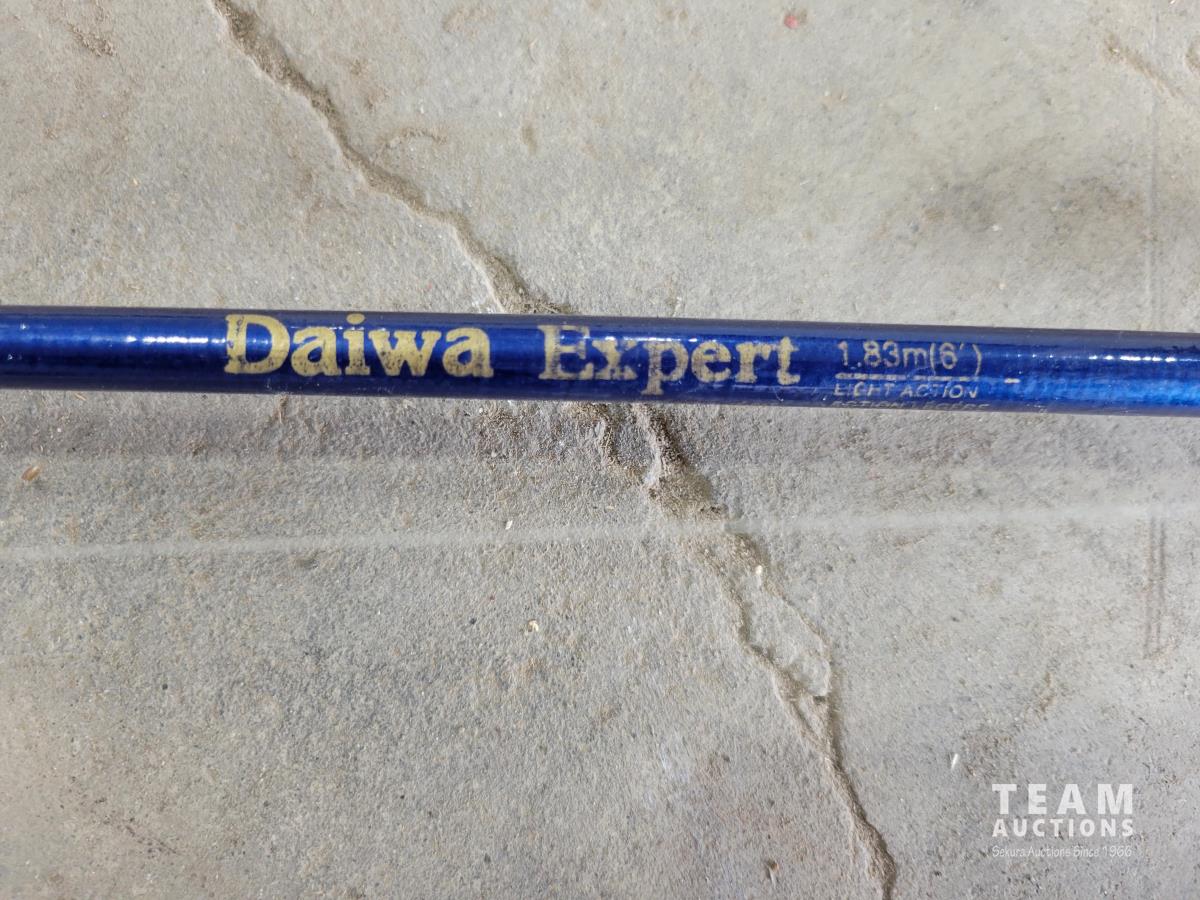 Daiwa Expert 1.83m(6')
LIGHT ACTION
TEAM
AUCTIONS
Sekura Auctions Since 1966